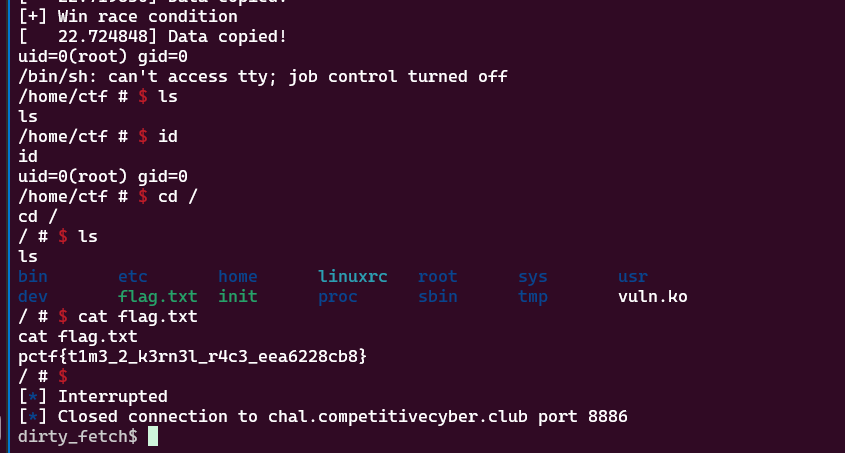 [+] Win race condition
[   22.724848] Data copied!
uid=0(root) gid=0
/bin/sh: can't access tty; job control turned off
/home/ctf # $ ls
ls
/home/ctf # $ id
id
uid=0(root) gid=0
/home/ctf # $ cd /
cd /
/ # $ ls
ls
bin       etc       home      linuxrc   root      sys       usr
dev       flag.txt  init      proc      sbin      tmp       vuln.ko
/ # $ cat flag.txt
cat flag.txt
pctf{t1m3_2_k3rn3l_r4c3_eea6228cb8}
/ # $
[*] Interrupted
[*] Closed connection to chal.competitivecyber.club port 8886
dirty_fetch$